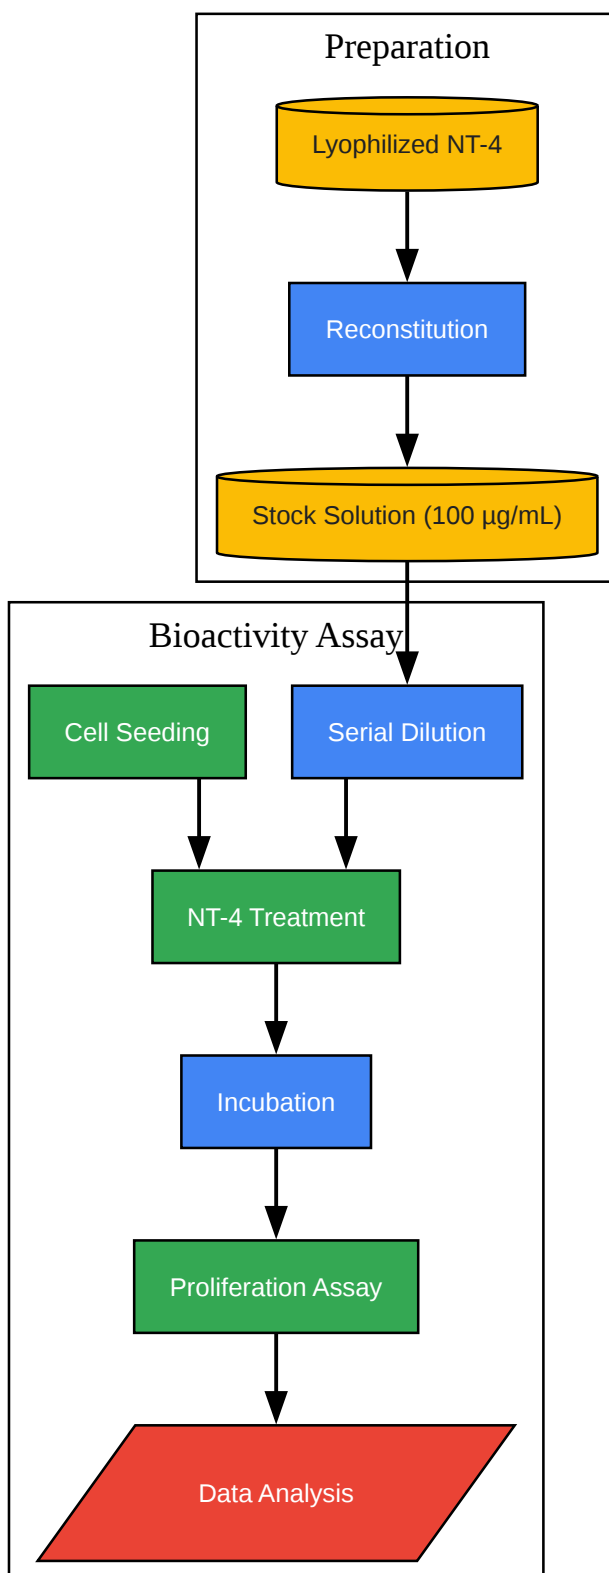 Preparation
Lyophilized NT-4
Reconstitution
Stock Solution (100 µg/mL)
Bioactivity Assay
Cell Seeding
Serial Dilution
NT-4 Treatment
Incubation
Proliferation Assay
Data Analysis